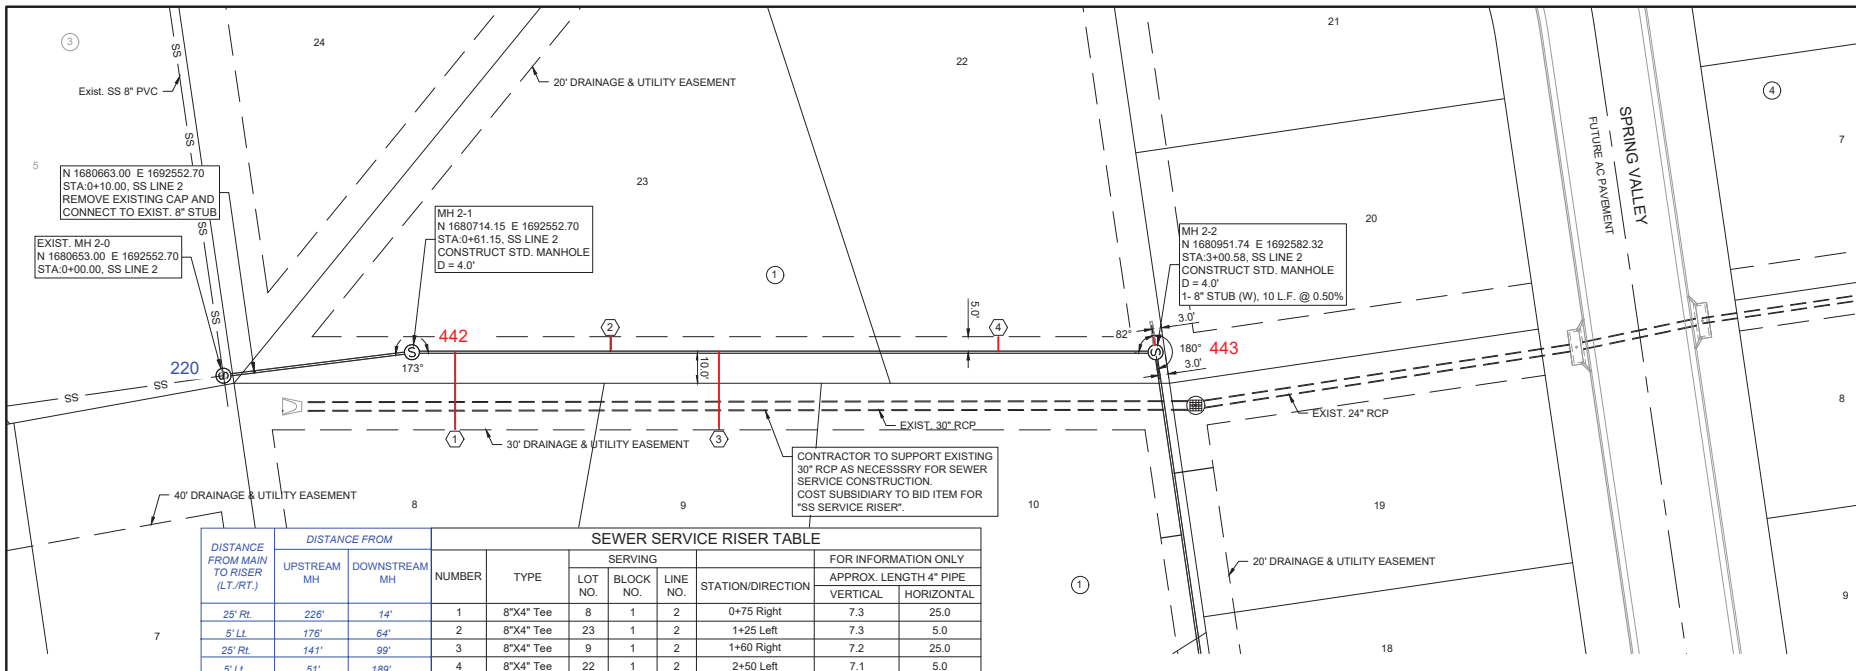 3
24
22
21
SS
Exist. SS 8" PVC
20' DRAINAGE & UTILITY EASEMENT
4
SPRING VALLEY
FUTURE AC PAVEMENT
7
SS
5
23
N 1680663.00 E 1692552.70
STA:0+10.00, SS LINE 2
REMOVE EXISTING CAP AND
CONNECT TO EXIST. 8" STUB
SS
MH 2-1
N 1680714.15 E 1692552.70
STA:0+61.15, SS LINE 2
CONSTRUCT STD. MANHOLE
D = 4.0'
20
MH 2-2
N 1680951.74 E 1692582.32
STA:3+00.58, SS LINE 2
CONSTRUCT STD. MANHOLE
D = 4.0'
1- 8" STUB (W), 10 L.F. @ 0.50%
EXIST. MH 2-0
N 1680653.00 E 1692552.70
STA:0+00.00, SS LINE 2
SS
1
SS
5.0'
3.0'
442
2
4
82°
S
180°
443
S
173°
10.0'
3.0'
220
S
SS
SS
8
EXIST. 24" RCP
EXIST. 30" RCP
1
30' DRAINAGE & UTILITY EASEMENT
3
CONTRACTOR TO SUPPORT EXISTING
30" RCP AS NECESSSRY FOR SEWER
SERVICE CONSTRUCTION.
COST SUBSIDIARY TO BID ITEM FOR
"SS SERVICE RISER".
40' DRAINAGE & UTILITY EASEMENT
8
9
10
19
20' DRAINAGE & UTILITY EASEMENT
1
9
7
18
SEWER SERVICE RISER TABLE
DISTANCE
FROM MAIN
TO RISER
(LT./RT.)
DISTANCE FROM
UPSTREAM
MH
DOWNSTREAM
MH
NUMBER
TYPE
SERVING
LOT
NO.
BLOCK
NO.
LINE
NO.
STATION/DIRECTION
FOR INFORMATION ONLY
APPROX. LENGTH 4" PIPE
VERTICAL HORIZONTAL
25' Rt. 226' 14' 1 8"X4" Tee 8 1 2 0+75 Right 7.3 25.0
5' Lt. 176' 64' 2 8"X4" Tee 23 1 2 1+25 Left 7.3 5.0
25' Rt. 141' 99' 3 8"X4" Tee 9 1 2 1+60 Right 7.2 25.0
5' Lt. 51' 189' 4 8"X4" Tee 22 1 2 2+50 Left 7.1 5.0